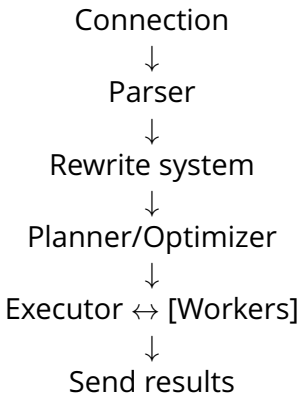 Connection
↓
Parser
↓
Rewrite system
↓
Planner/Optimizer
↓
Executor ↔ [Workers]
↓
Send results